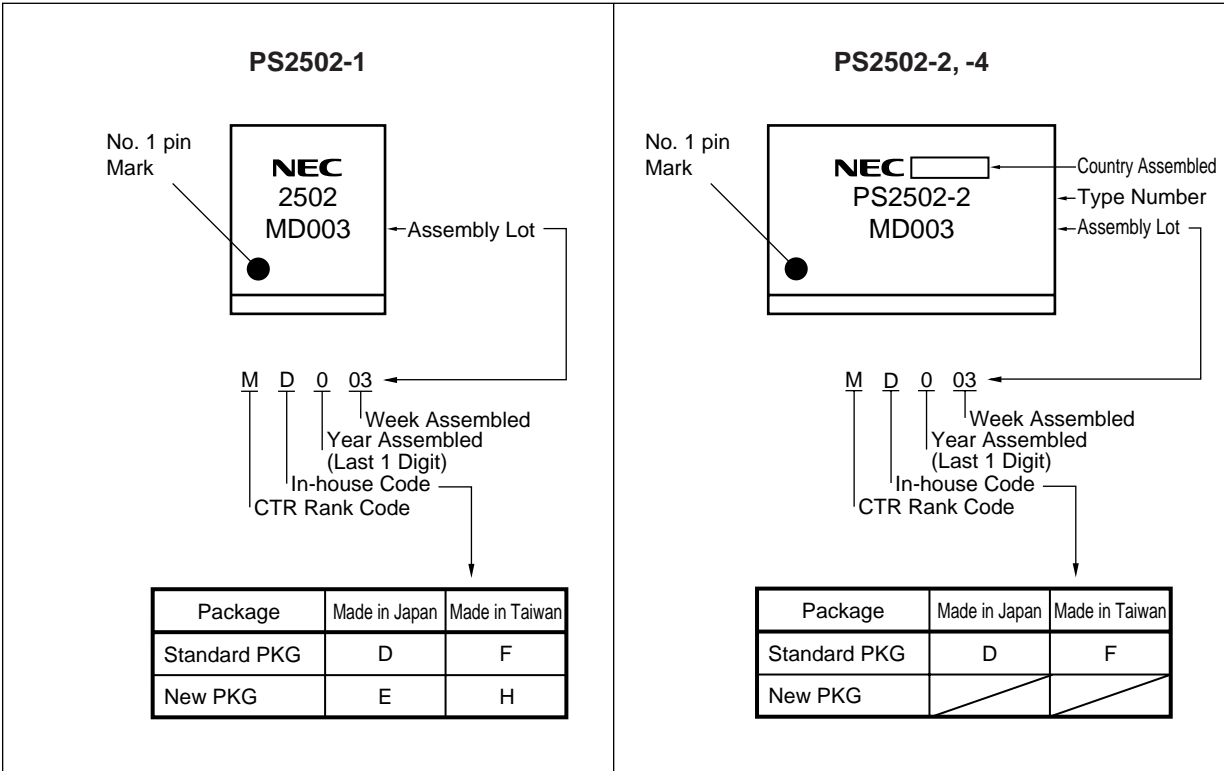 PS2502-1
No. 1 pin
Mark
NEC
2502
MD003
Assembly Lot
M D 0 03
Week Assembled
Year Assembled
(Last 1 Digit)
In-house Code
CTR Rank Code
Package Made in Japan Made in Taiwan
Standard PKG D F
New PKG E H
PS2502-2, -4
No. 1 pin
Mark
NEC
Country Assembled
PS2502-2
Type Number
MD003
Assembly Lot
M D 0 03
Week Assembled
Year Assembled
(Last 1 Digit)
In-house Code
CTR Rank Code
Package Made in Japan Made in Taiwan
Standard PKG D F
New PKG